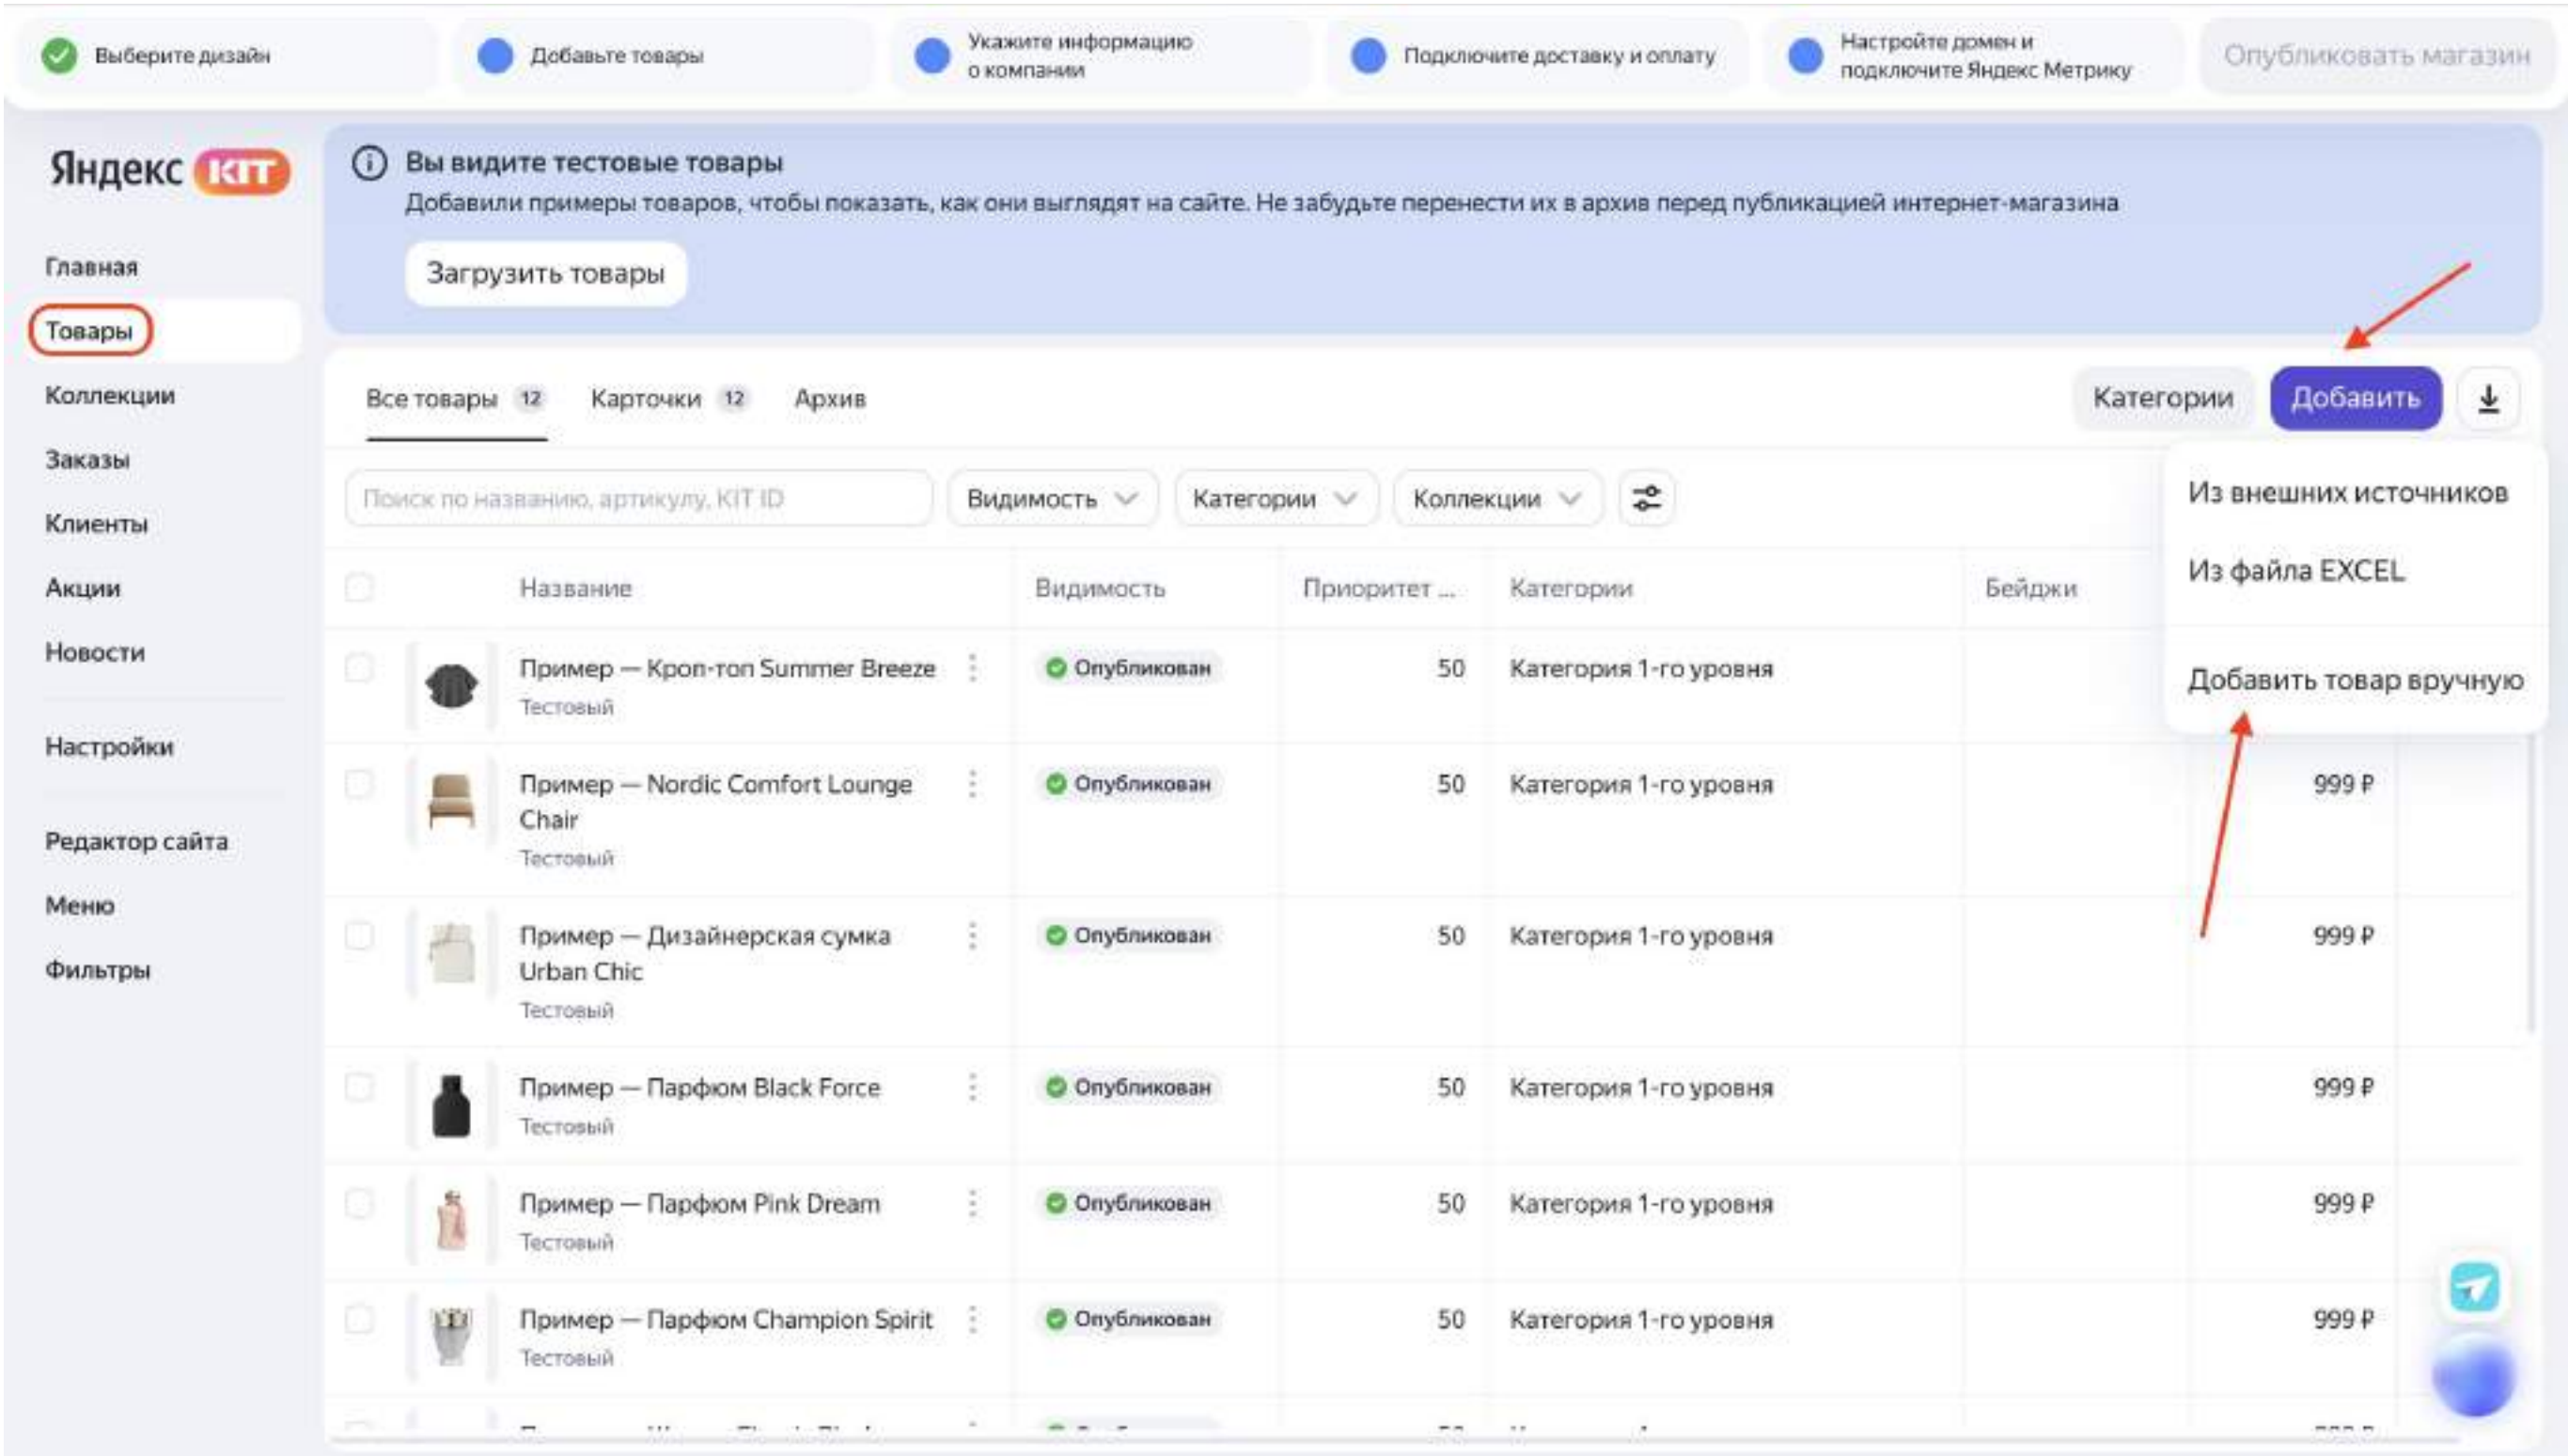 Выберите дизайн
Добавьте товары
Укажите информацию
о компании
Подключите доставку и оплату
Настройте домен и
подключите Яндекс Метрику
Опубликовать магазин
Яндекс KIT
Главная
Товары
Коллекции
Заказы
Клиенты
Акции
Новости
Настройки
Редактор сайта
Меню
Фильтры
Вы видите тестовые товары
Добавили примеры товаров, чтобы показать, как они выглядят на сайте. Не забудьте перенести их в архив перед публикацией интернет-магазина
Загрузить товары
Все товары 12 Карточки 12 Архив
Категории Добавить
Из внешних источников
Из файла EXCEL
Добавить товар вручную
Поиск по названию, артикулу, KIT ID
Видимость Категории Коллекции
Название Видимость Приоритет ... Категории Бейджи
Пример — Кроп-топ Summer Breeze Опубликован 50 Категория 1-го уровня
Тестовый
Пример — Nordic Comfort Lounge Опубликован 50 Категория 1-го уровня 999 ₽
Chair
Тестовый
Пример — Дизайнерская сумка Опубликован 50 Категория 1-го уровня 999 ₽
Urban Chic
Тестовый
Пример — Парфюм Black Force Опубликован 50 Категория 1-го уровня 999 ₽
Тестовый
Пример — Парфюм Pink Dream Опубликован 50 Категория 1-го уровня 999 ₽
Тестовый
Пример — Парфюм Champion Spirit Опубликован 50 Категория 1-го уровня 999 ₽
Тестовый